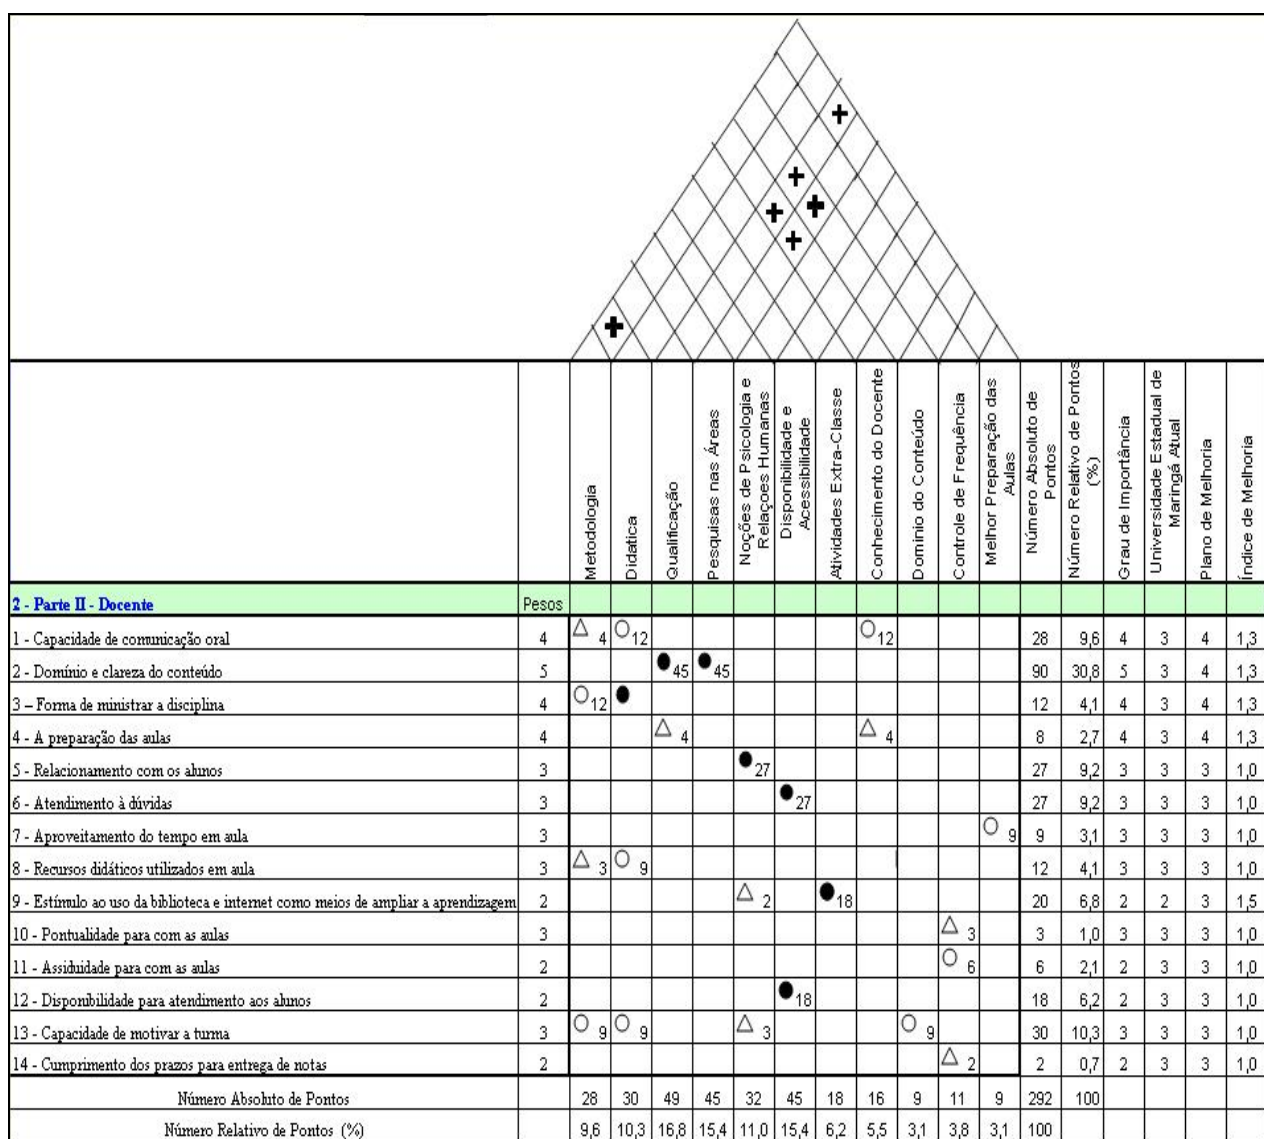 Metodologia
Didatica
Qualificação
Pesquisas nas Áreas
Noções de Psicologia e
Relaçoes Humanas
Disponibilidade e
Acessibilidade
Atividades Extra-Classe
Conhecimento do Docente
Dominio do Conteúdo
Controle de Frequência
Melhor Preparação das
Aulas
Número Absoluto de
Pontos
Número Relativo de Pontos
(%)
Grau de Importância
Universidade Estadual de
Maringá Atual
Plano de Melhoria
Índice de Melhoria
2 - Parte II - Docente Pesos
1 - Capacidade de comunicação oral 4 4 12 12 28 9,6 4 3 4 1,3
2 - Domínio e clareza do conteúdo 5 45 45 90 30,8 5 3 4 1,3
3 – Forma de ministrar a disciplina 4 12 12 4,1 4 3 4 1,3
4 - A preparação das aulas 4 4 4 8 2,7 4 3 4 1,3
5 - Relacionamento com os alunos 3 27 27 9,2 3 3 3 1,0
6 - Atendimento à dúvidas 3 27 27 9,2 3 3 3 1,0
7 - Aproveitamento do tempo em aula 3 9 9 3,1 3 3 3 1,0
8 - Recursos didáticos utilizados em aula 3 3 9 12 4,1 3 3 3 1,0
9 - Estímulo ao uso da biblioteca e internet como meios de ampliar a aprendizagem 2 2 18 20 6,8 2 2 3 1,5
10 - Pontualidade para com as aulas 3 3 3 1,0 3 3 3 1,0
11 - Assiduidade para com as aulas 2 6 6 2,1 2 3 3 1,0
12 - Disponibilidade para atendimento aos alunos 2 18 18 6,2 2 3 3 1,0
13 - Capacidade de motivar a turma 3 9 9 3 9 30 10,3 3 3 3 1,0
14 - Cumprimento dos prazos para entrega de notas 2 2 2 0,7 2 3 3 1,0
Número Absoluto de Pontos 28 30 49 45 32 45 18 16 9 11 9 292 100
Número Relativo de Pontos (%) 9,6 10,3 16,8 15,4 11,0 15,4 6,2 5,5 3,1 3,8 3,1 100